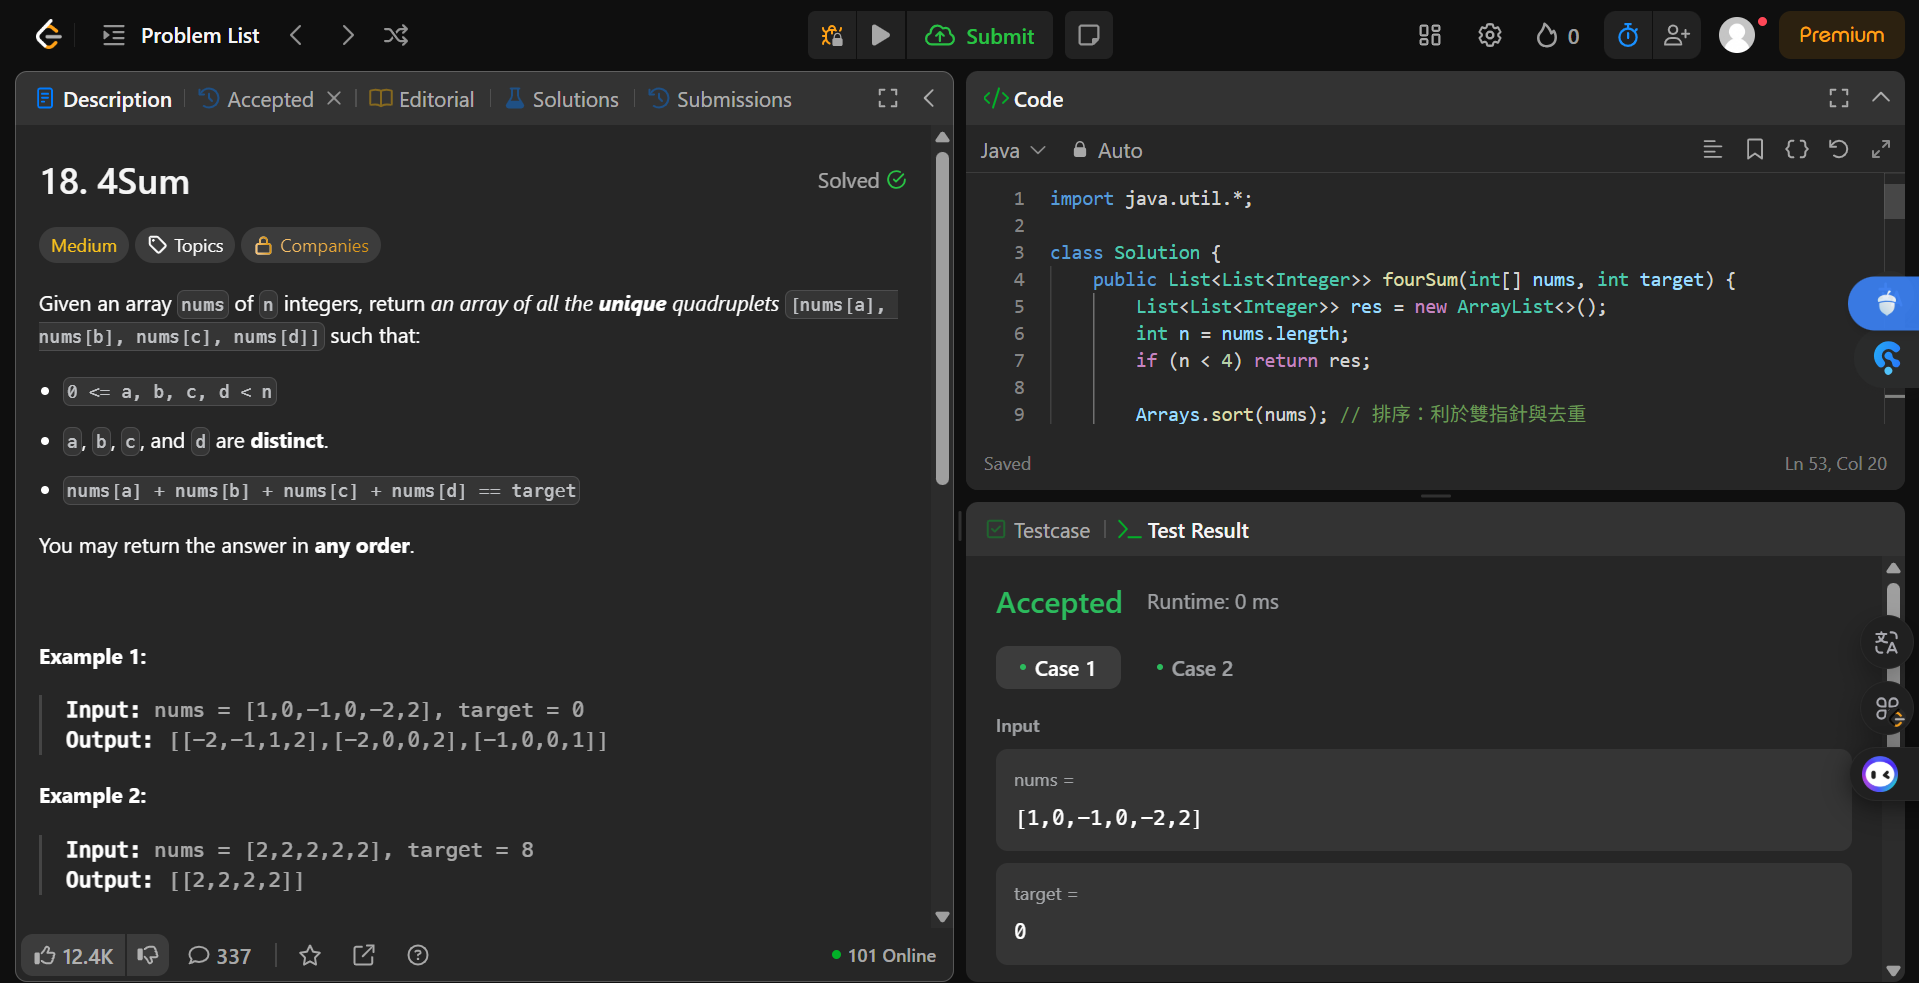 Problem List
Submit
0
Premium
Description
Accepted
Editorial
Solutions
Submissions
18. 4Sum
Solved
Medium
Topics
Companies
Given an array nums of n integers, return an array of all the unique quadruplets [nums[a],
nums[b], nums[c], nums[d]] such that:
0 <= a, b, c, d < n
a, b, c, and d are distinct.
nums[a] + nums[b] + nums[c] + nums[d] == target
You may return the answer in any order.
Example 1:
Input: nums = [1,0,-1,0,-2,2], target = 0
Output: [[-2,-1,1,2],[-2,0,0,2],[-1,0,0,1]]
Example 2:
Input: nums = [2,2,2,2,2], target = 8
Output: [[2,2,2,2]]
12.4K
337
101 Online
Code
Java
Auto
1 import java.util.*;
2
3 class Solution {
4 public List<List<Integer>> fourSum(int[] nums, int target) {
5 List<List<Integer>> res = new ArrayList<>();
6 int n = nums.length;
7 if (n < 4) return res;
8
9 Arrays.sort(nums); // 排序：利於雙指針與去重
Saved
Ln 53, Col 20
Testcase
Test Result
Accepted
Runtime: 0 ms
Case 1
Case 2
Input
nums =
[1,0,-1,0,-2,2]
target =
0